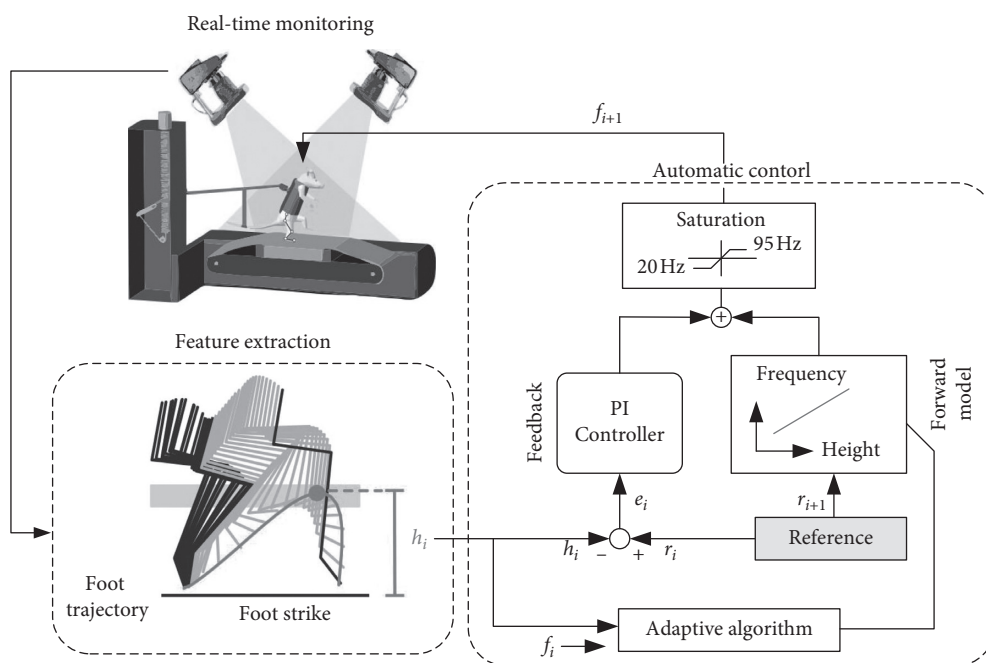 Real-time monitoring
f_{i+1}
Automatic contorl
Saturation
95 Hz
20 Hz
+
Feature extraction
Feedback
PI
Controller
Frequency
Height
Forward
model
e_i
r_{i+1}
h_i
h_i
−
+
r_i
Reference
Foot
trajectory
Foot strike
f_i
Adaptive algorithm